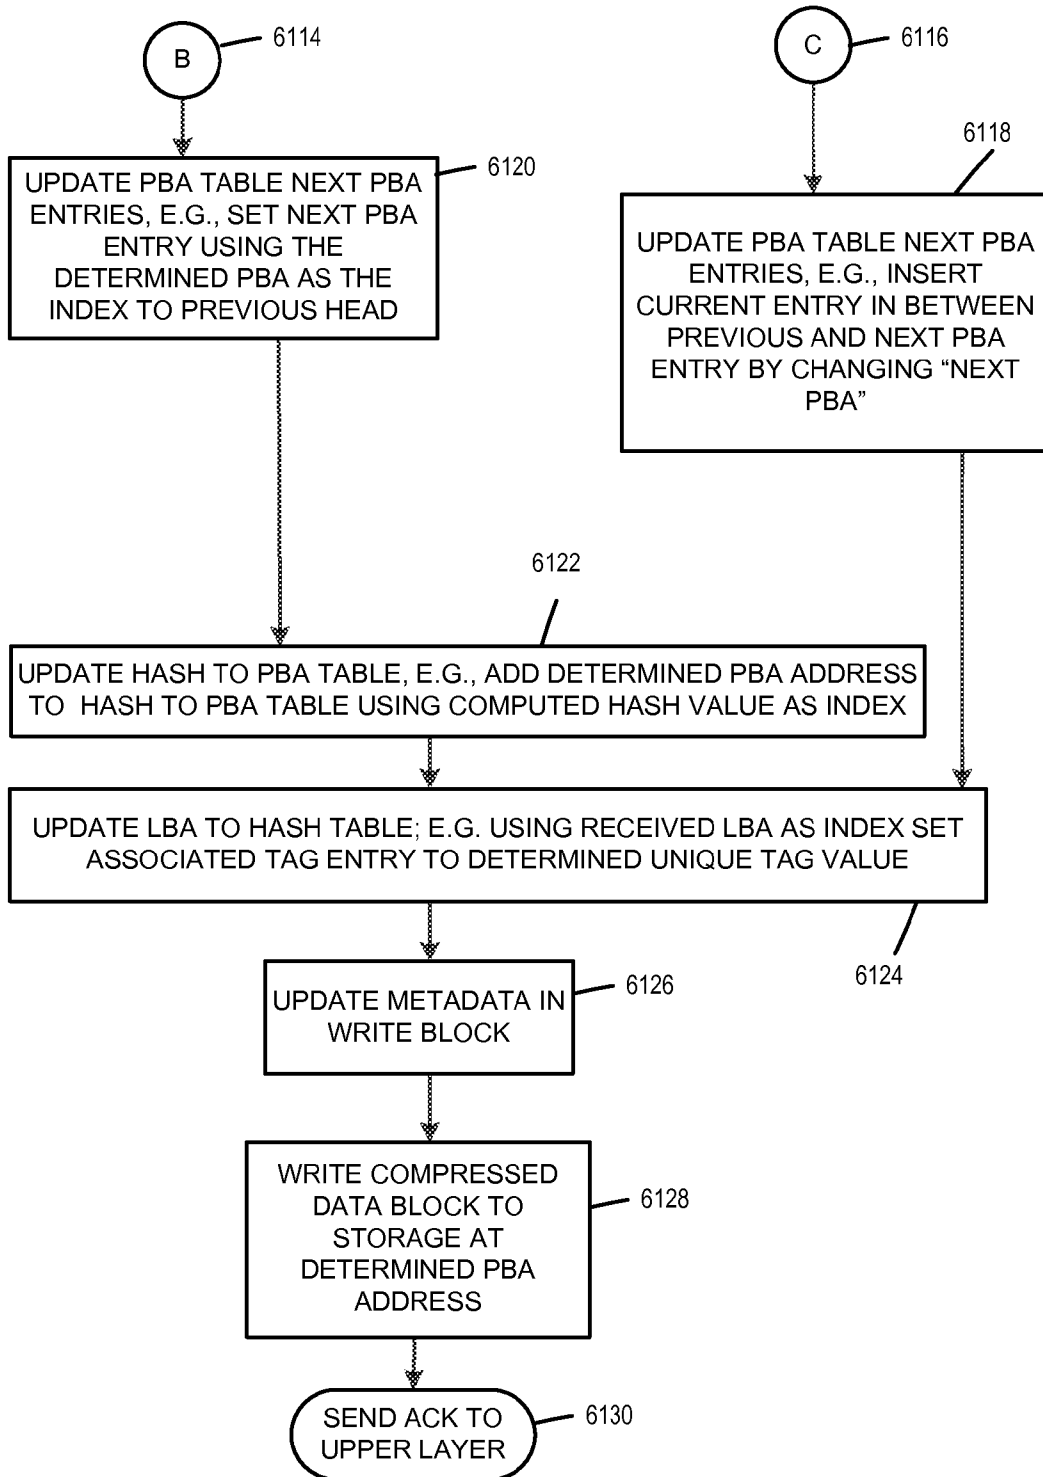 B
6114
C
6116
6118
6120
UPDATE PBA TABLE NEXT PBA
ENTRIES, E.G., SET NEXT PBA
ENTRY USING THE
DETERMINED PBA AS THE
INDEX TO PREVIOUS HEAD
UPDATE PBA TABLE NEXT PBA
ENTRIES, E.G., INSERT
CURRENT ENTRY IN BETWEEN
PREVIOUS AND NEXT PBA
ENTRY BY CHANGING “NEXT
PBA”
6122
UPDATE HASH TO PBA TABLE, E.G., ADD DETERMINED PBA ADDRESS
TO HASH TO PBA TABLE USING COMPUTED HASH VALUE AS INDEX
UPDATE LBA TO HASH TABLE; E.G. USING RECEIVED LBA AS INDEX SET
ASSOCIATED TAG ENTRY TO DETERMINED UNIQUE TAG VALUE
6124
UPDATE METADATA IN
WRITE BLOCK
6126
WRITE COMPRESSED
DATA BLOCK TO
STORAGE AT
DETERMINED PBA
ADDRESS
6128
SEND ACK TO
UPPER LAYER
6130